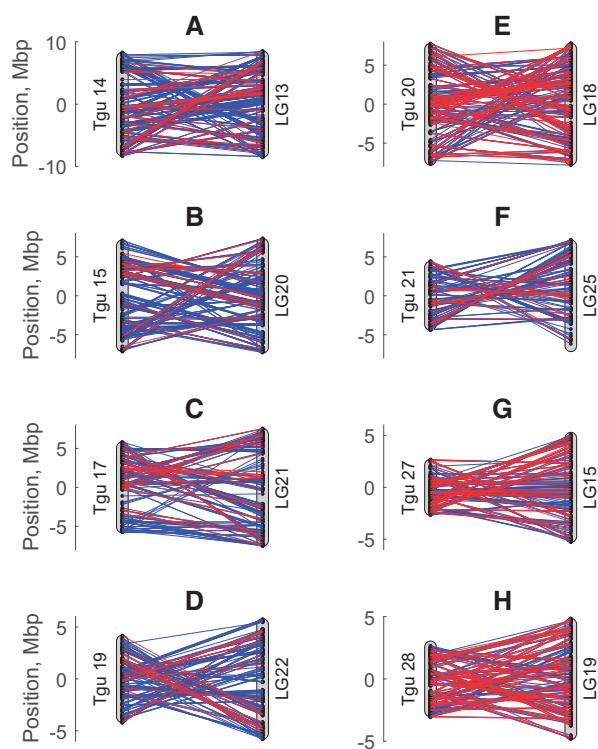 A
Position, Mbp
10
0
-10
Tgu 14
LG13
E
5
0
-5
Tgu 20
LG18
B
Position, Mbp
5
0
-5
Tgu 15
LG20
F
5
0
-5
Tgu 21
LG25
C
Position, Mbp
5
0
-5
Tgu 17
LG21
G
5
0
-5
Tgu 27
LG15
D
Position, Mbp
5
0
-5
Tgu 19
LG22
H
5
0
-5
Tgu 28
LG19